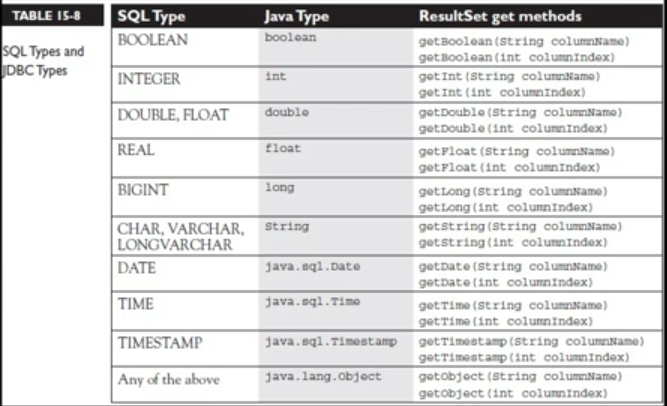 TABLE 15-8
SQL Types and
JDBC Types
SQL Type Java Type ResultSet get methods
BOOLEAN boolean getBoolean(String columnName)
getBoolean(int columnIndex)
INTEGER int getInt(String columnName)
getInt(int columnIndex)
DOUBLE, FLOAT double getDouble(String columnName)
getDouble(int columnIndex)
REAL float getFloat(String columnName)
getFloat(int columnIndex)
BIGINT long getLong(String columnName)
getLong(int columnIndex)
CHAR, VARCHAR, String getString(String columnName)
LONGVARCHAR getString(int columnIndex)
DATE java.sql.Date getDate(String columnName)
getDate(int columnIndex)
TIME java.sql.Time getTime(String columnName)
getTime(int columnIndex)
TIMESTAMP java.sql.Timestamp getTimestamp(String columnName)
getTimestamp(int columnIndex)
Any of the above java.lang.Object getObject(String columnName)
getObject(int columnIndex)